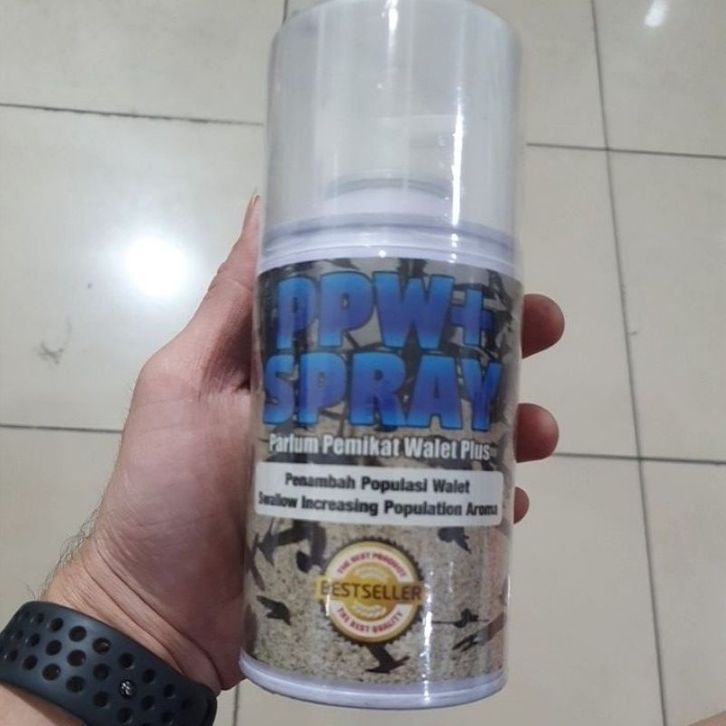 PPW+
SPRAY
Parfum Pemikat Walet Plus
Penambah Populasi Walet
Swallow Increasing Population Aroma
THE BEST PRODUCT
BESTSELLER
THE BEST QUALITY